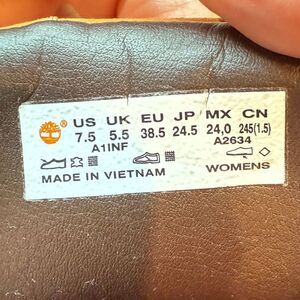 US UK EU JP MX CN
7.5 5.5 38.5 24.5 24,0 245(1.5)
A1INF A2634
MADE IN VIETNAM WOMENS